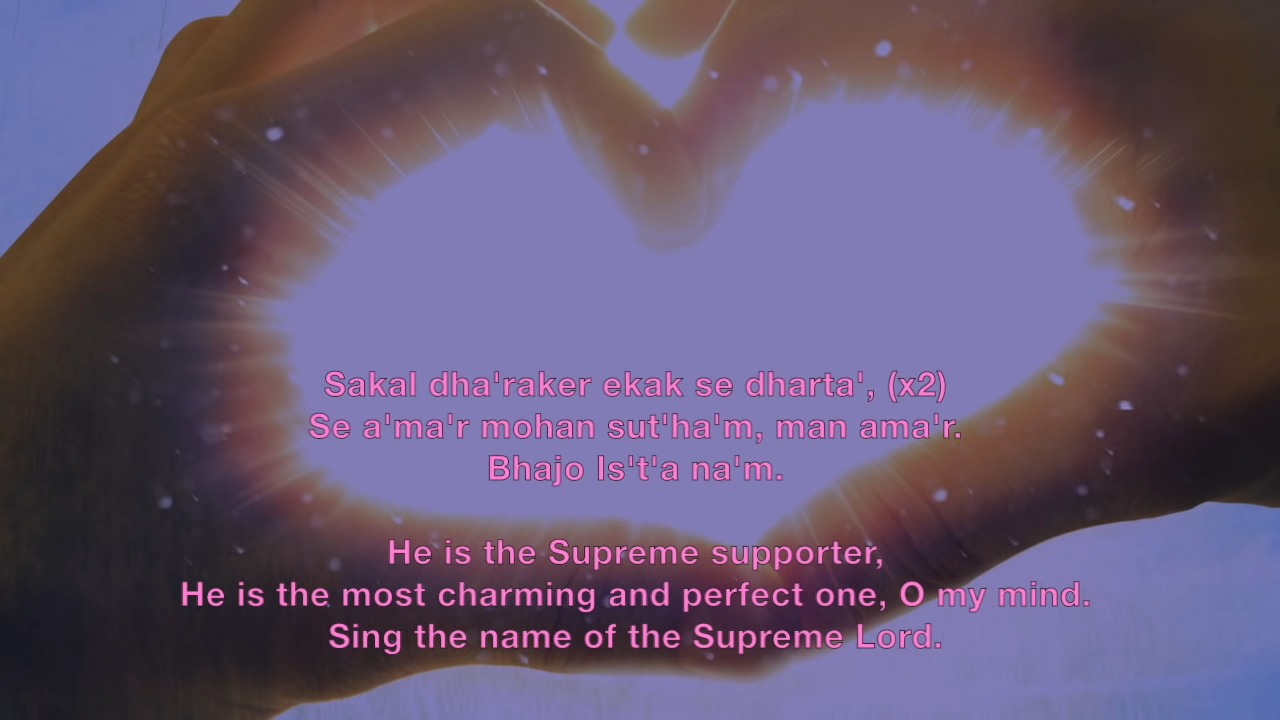 Sakal dha'raker ekak se dharta', (x2)
Se a'ma'r mohan sut'ha'm, man ama'r.
Bhajo Is't'a na'm.
He is the Supreme supporter,
He is the most charming and perfect one, O my mind.
Sing the name of the Supreme Lord.